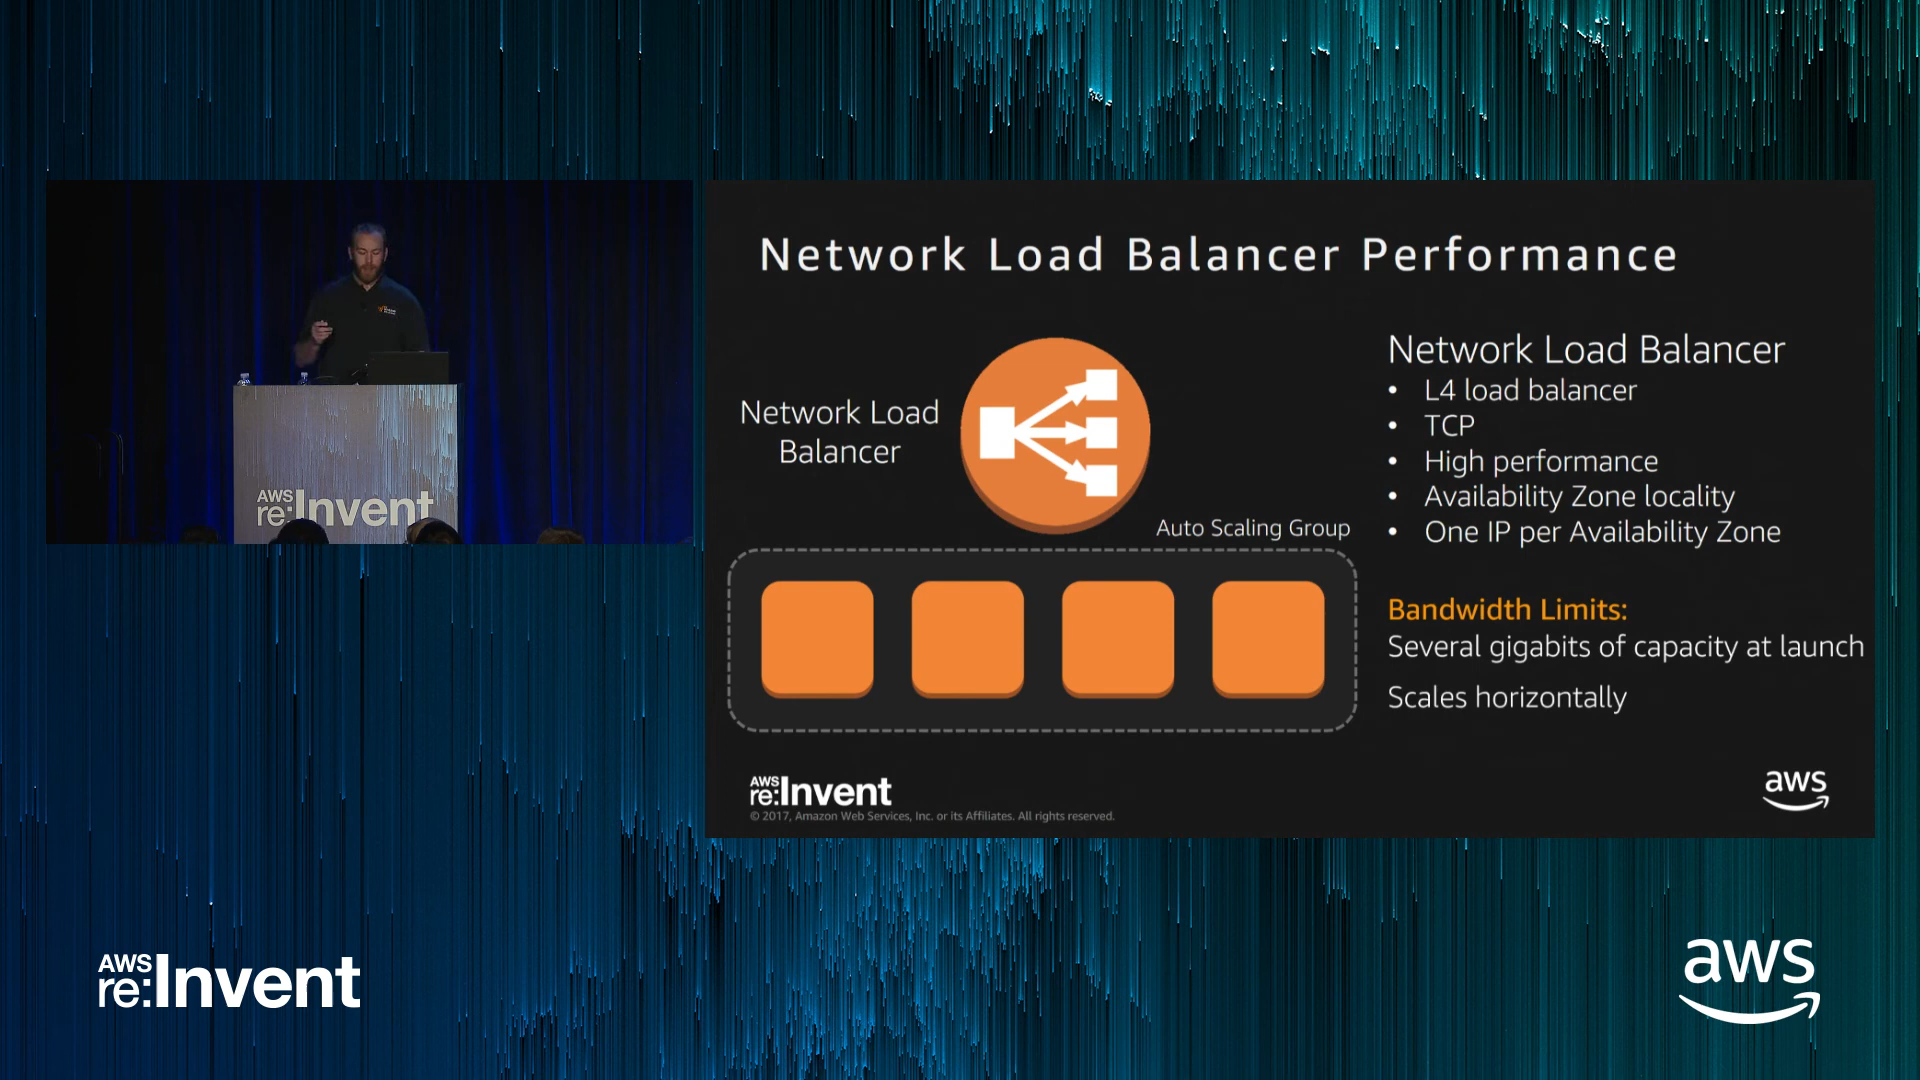 AWS
re:Invent
Network Load Balancer Performance
Network Load
Balancer
Auto Scaling Group
Network Load Balancer
• L4 load balancer
• TCP
• High performance
• Availability Zone locality
• One IP per Availability Zone
Bandwidth Limits:
Several gigabits of capacity at launch
Scales horizontally
AWS
re:Invent
© 2017, Amazon Web Services, Inc. or its Affiliates. All rights reserved.
aws
AWS
re:Invent
aws